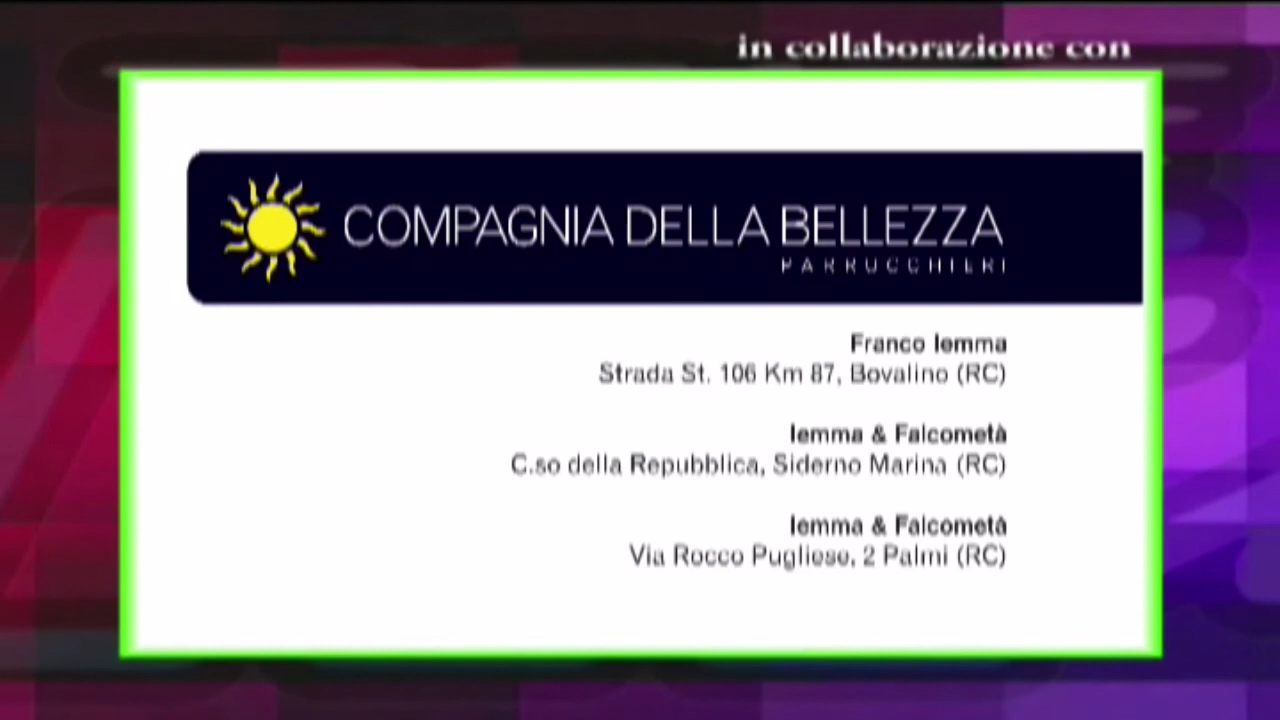 in collaborazione con
COMPAGNIA DELLA BELLEZZA
PARRUCCHIERI
Franco Iemma
Strada St. 106 Km 87, Bovalino (RC)
Iemma & Falcometà
C.so della Repubblica, Siderno Marina (RC)
Iemma & Falcometà
Via Rocco Pugliese, 2 Palmi (RC)